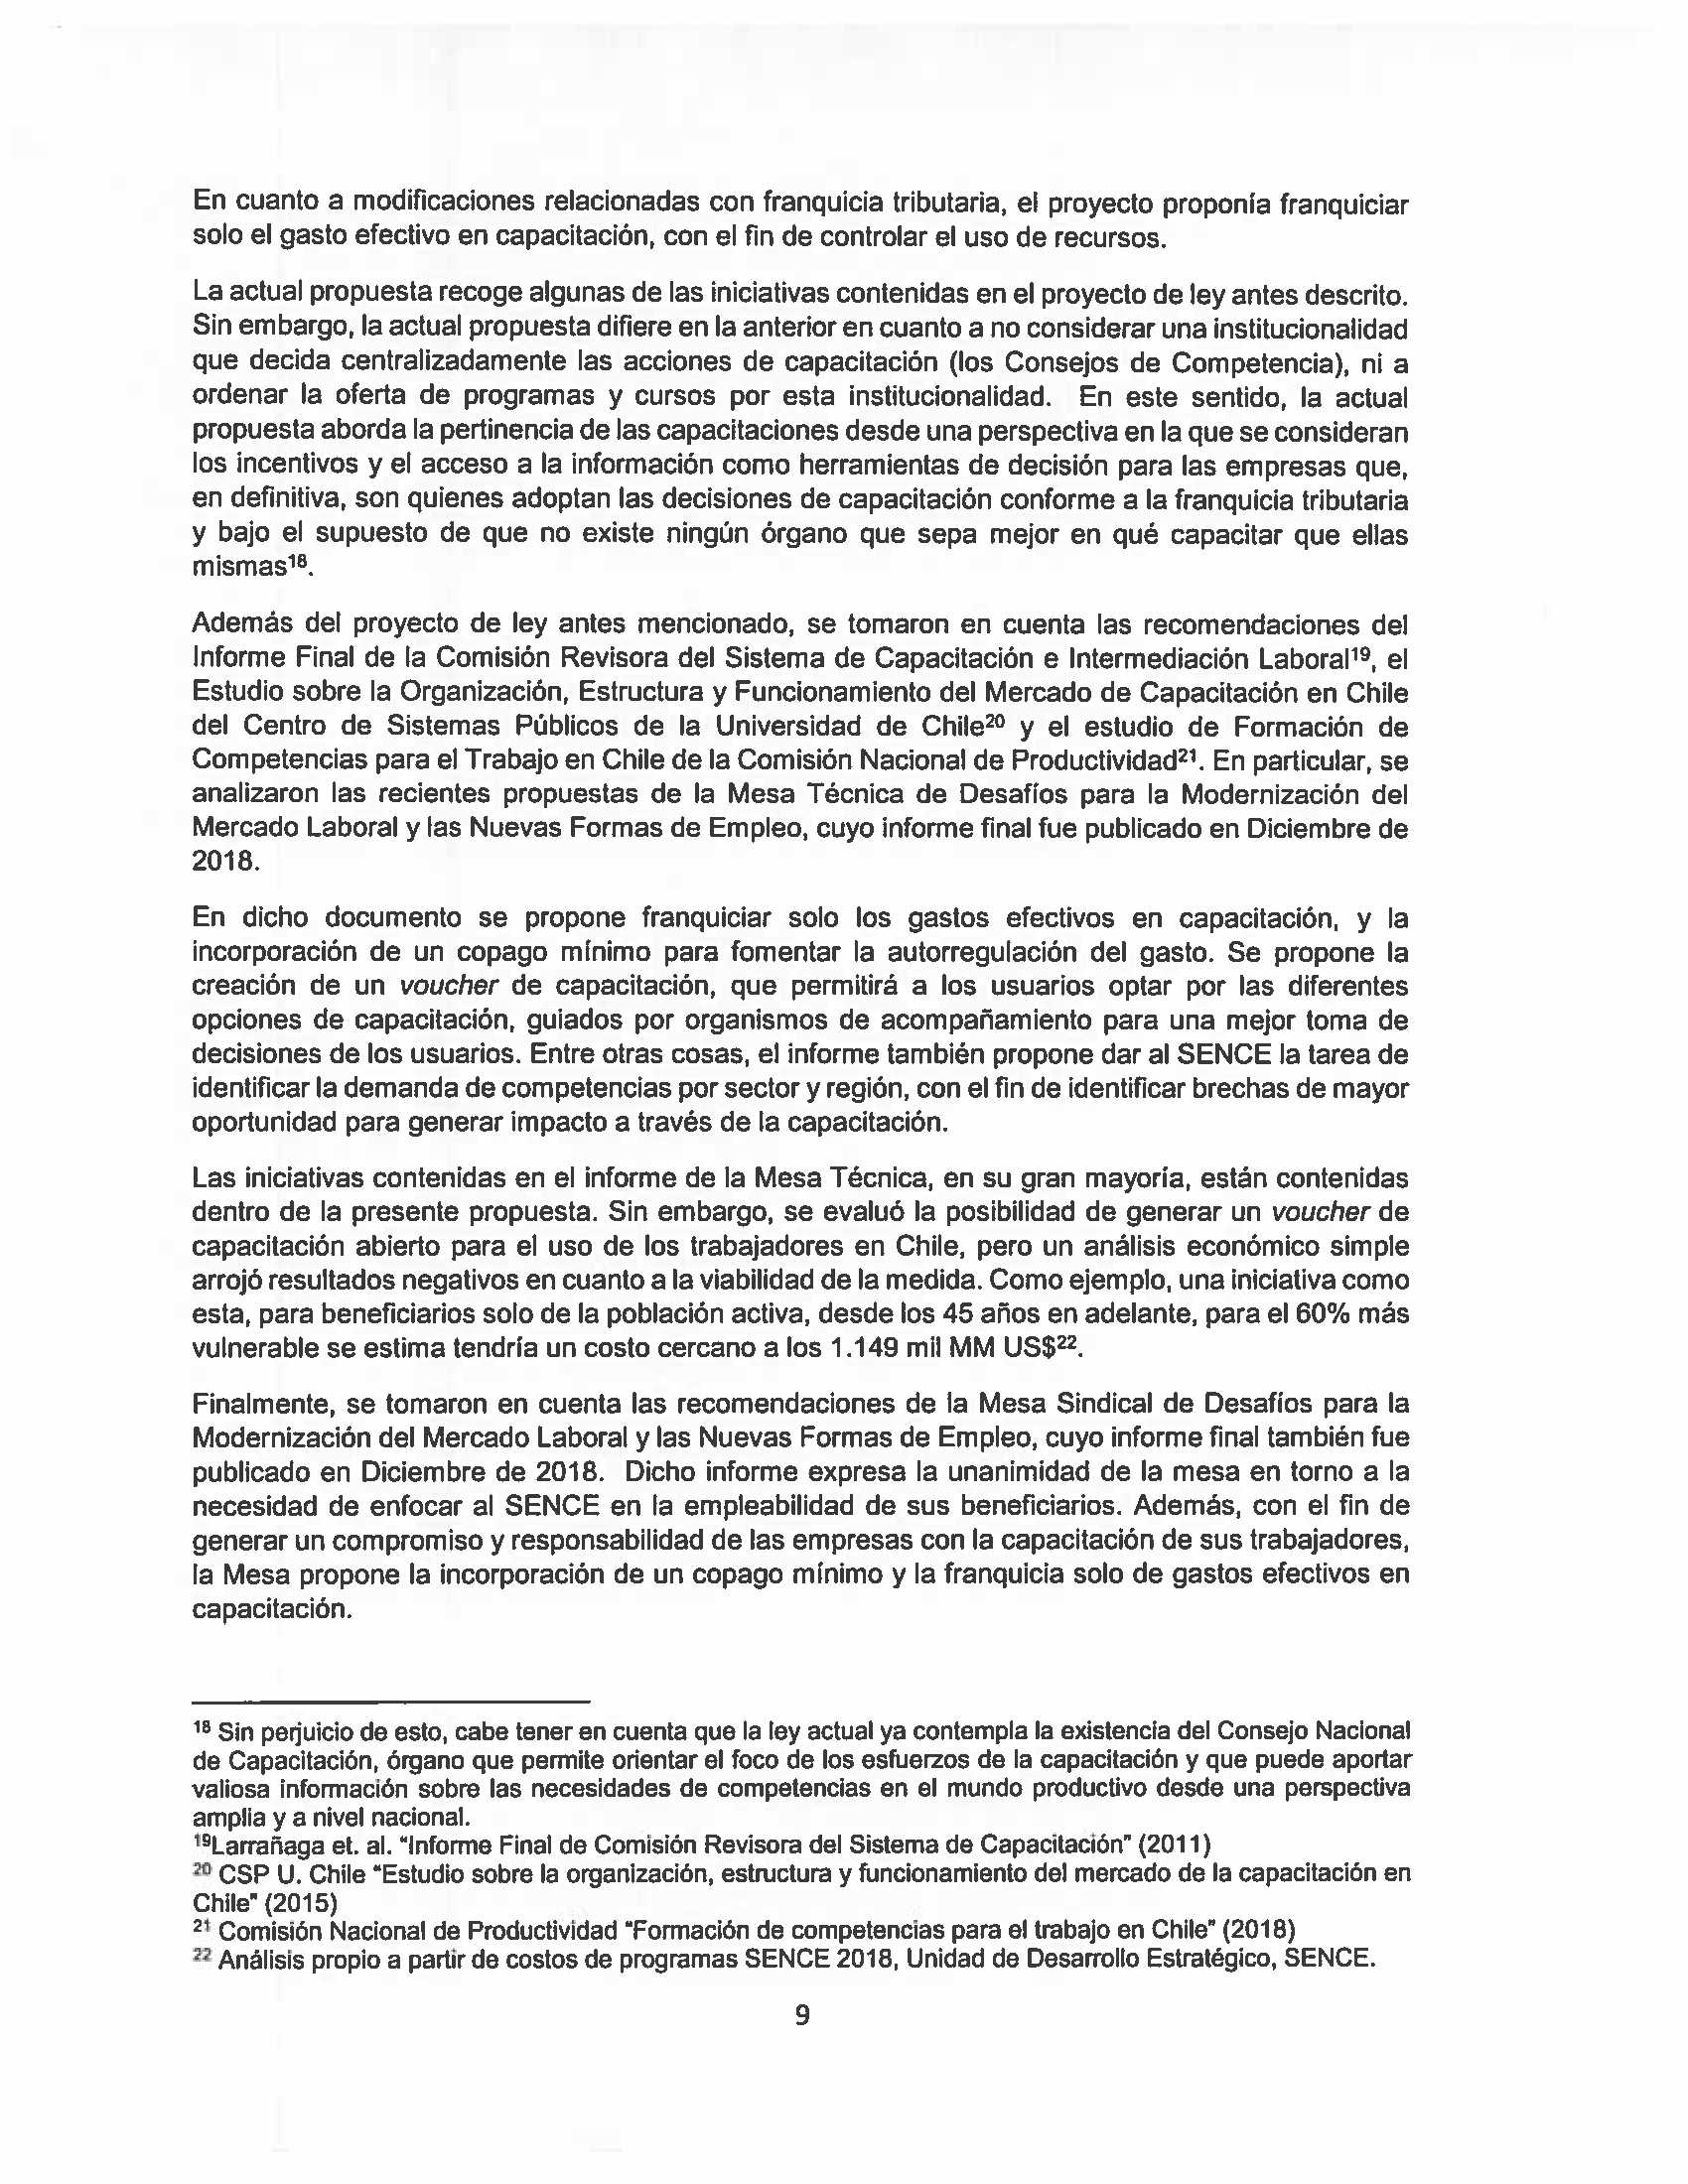 En cuanto a modificaciones relacionadas con franquicia tributaria, el proyecto proponía franquiciar
solo el gasto efectivo en capacitación, con el fin de controlar el uso de recursos.
La actual propuesta recoge algunas de las iniciativas contenidas en el proyecto de ley antes descrito.
Sin embargo, la actual propuesta difiere en la anterior en cuanto a no considerar una institucionalidad
que decida centralizadamente las acciones de capacitación (los Consejos de Competencia), ni a
ordenar la oferta de programas y cursos por esta institucionalidad. En este sentido, la actual
propuesta aborda la pertinencia de las capacitaciones desde una perspectiva en la que se consideran
los incentivos y el acceso a la información como herramientas de decisión para las empresas que,
en definitiva, son quienes adoptan las decisiones de capacitación conforme a la franquicia tributaria
y bajo el supuesto de que no existe ningún órgano que sepa mejor en qué capacitar que ellas
mismas¹⁸.
Además del proyecto de ley antes mencionado, se tomaron en cuenta las recomendaciones del
Informe Final de la Comisión Revisora del Sistema de Capacitación e Intermediación Laboral¹⁹, el
Estudio sobre la Organización, Estructura y Funcionamiento del Mercado de Capacitación en Chile
del Centro de Sistemas Públicos de la Universidad de Chile²⁰ y el estudio de Formación de
Competencias para el Trabajo en Chile de la Comisión Nacional de Productividad²¹. En particular, se
analizaron las recientes propuestas de la Mesa Técnica de Desafíos para la Modernización del
Mercado Laboral y las Nuevas Formas de Empleo, cuyo informe final fue publicado en Diciembre de
2018.
En dicho documento se propone franquiciar solo los gastos efectivos en capacitación, y la
incorporación de un copago mínimo para fomentar la autorregulación del gasto. Se propone la
creación de un voucher de capacitación, que permitirá a los usuarios optar por las diferentes
opciones de capacitación, guiados por organismos de acompañamiento para una mejor toma de
decisiones de los usuarios. Entre otras cosas, el informe también propone dar al SENCE la tarea de
identificar la demanda de competencias por sector y región, con el fin de identificar brechas de mayor
oportunidad para generar impacto a través de la capacitación.
Las iniciativas contenidas en el informe de la Mesa Técnica, en su gran mayoría, están contenidas
dentro de la presente propuesta. Sin embargo, se evaluó la posibilidad de generar un voucher de
capacitación abierto para el uso de los trabajadores en Chile, pero un análisis económico simple
arrojó resultados negativos en cuanto a la viabilidad de la medida. Como ejemplo, una iniciativa como
esta, para beneficiarios solo de la población activa, desde los 45 años en adelante, para el 60% más
vulnerable se estima tendría un costo cercano a los 1.149 mil MM US$²².
Finalmente, se tomaron en cuenta las recomendaciones de la Mesa Sindical de Desafíos para la
Modernización del Mercado Laboral y las Nuevas Formas de Empleo, cuyo informe final también fue
publicado en Diciembre de 2018. Dicho informe expresa la unanimidad de la mesa en torno a la
necesidad de enfocar al SENCE en la empleabilidad de sus beneficiarios. Además, con el fin de
generar un compromiso y responsabilidad de las empresas con la capacitación de sus trabajadores,
la Mesa propone la incorporación de un copago mínimo y la franquicia solo de gastos efectivos en
capacitación.
¹⁸ Sin perjuicio de esto, cabe tener en cuenta que la ley actual ya contempla la existencia del Consejo Nacional
de Capacitación, órgano que permite orientar el foco de los esfuerzos de la capacitación y que puede aportar
valiosa información sobre las necesidades de competencias en el mundo productivo desde una perspectiva
amplia y a nivel nacional.
¹⁹Larrañaga et. al. "Informe Final de Comisión Revisora del Sistema de Capacitación" (2011)
²⁰ CSP U. Chile "Estudio sobre la organización, estructura y funcionamiento del mercado de la capacitación en
Chile" (2015)
²¹ Comisión Nacional de Productividad "Formación de competencias para el trabajo en Chile" (2018)
²² Análisis propio a partir de costos de programas SENCE 2018, Unidad de Desarrollo Estratégico, SENCE.
9